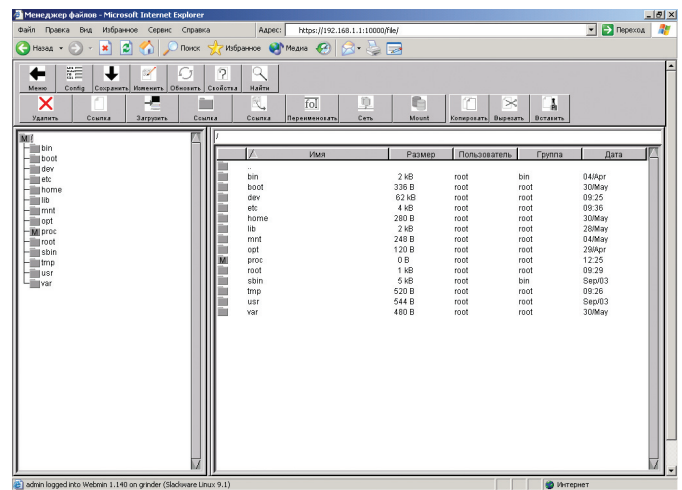 Менеджер файлов - Microsoft Internet Explorer
Файл Правка Вид Избранное Сервис Справка Адрес: https://192.168.1.1:10000/file/ Переход
Назад Поиск Избранное Медиа
Меню Config Сохранить Изменить Обновить Свойства Найти
fol
Удалить Ссылка Загрузить Ссылка Ссылка Переименовать Сеть Mount Копировать Вырезать Вставить
M /
bin
boot
dev
etc
home
lib
mnt
opt
M proc
root
sbin
tmp
usr
var
/
Имя Размер Пользователь Группа Дата
..
bin 2 kB root bin 04/Apr
boot 336 B root root 30/May
dev 62 kB root root 09:25
etc 4 kB root root 09:36
home 280 B root root 30/May
lib 2 kB root root 28/May
mnt 248 B root root 04/May
opt 120 B root root 29/Apr
M proc 0 B root root 12:25
root 1 kB root root 09:29
sbin 5 kB root bin Sep/03
tmp 520 B root root 09:26
usr 544 B root root Sep/03
var 480 B root root 30/May
admin logged into Webmin 1.140 on grinder (Slackware Linux 9.1) Интернет